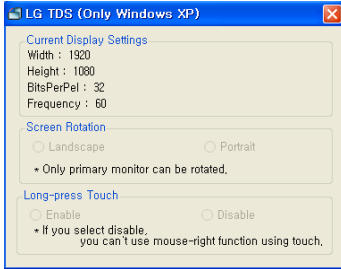 LG TDS (Only Windows XP)
Current Display Settings
Width : 1920
Height : 1080
BitsPerPel : 32
Frequency : 60
Screen Rotation
Landscape Portrait
* Only primary monitor can be rotated,
Long-press Touch
Enable Disable
* If you select disable,
you can't use mouse-right function using touch,